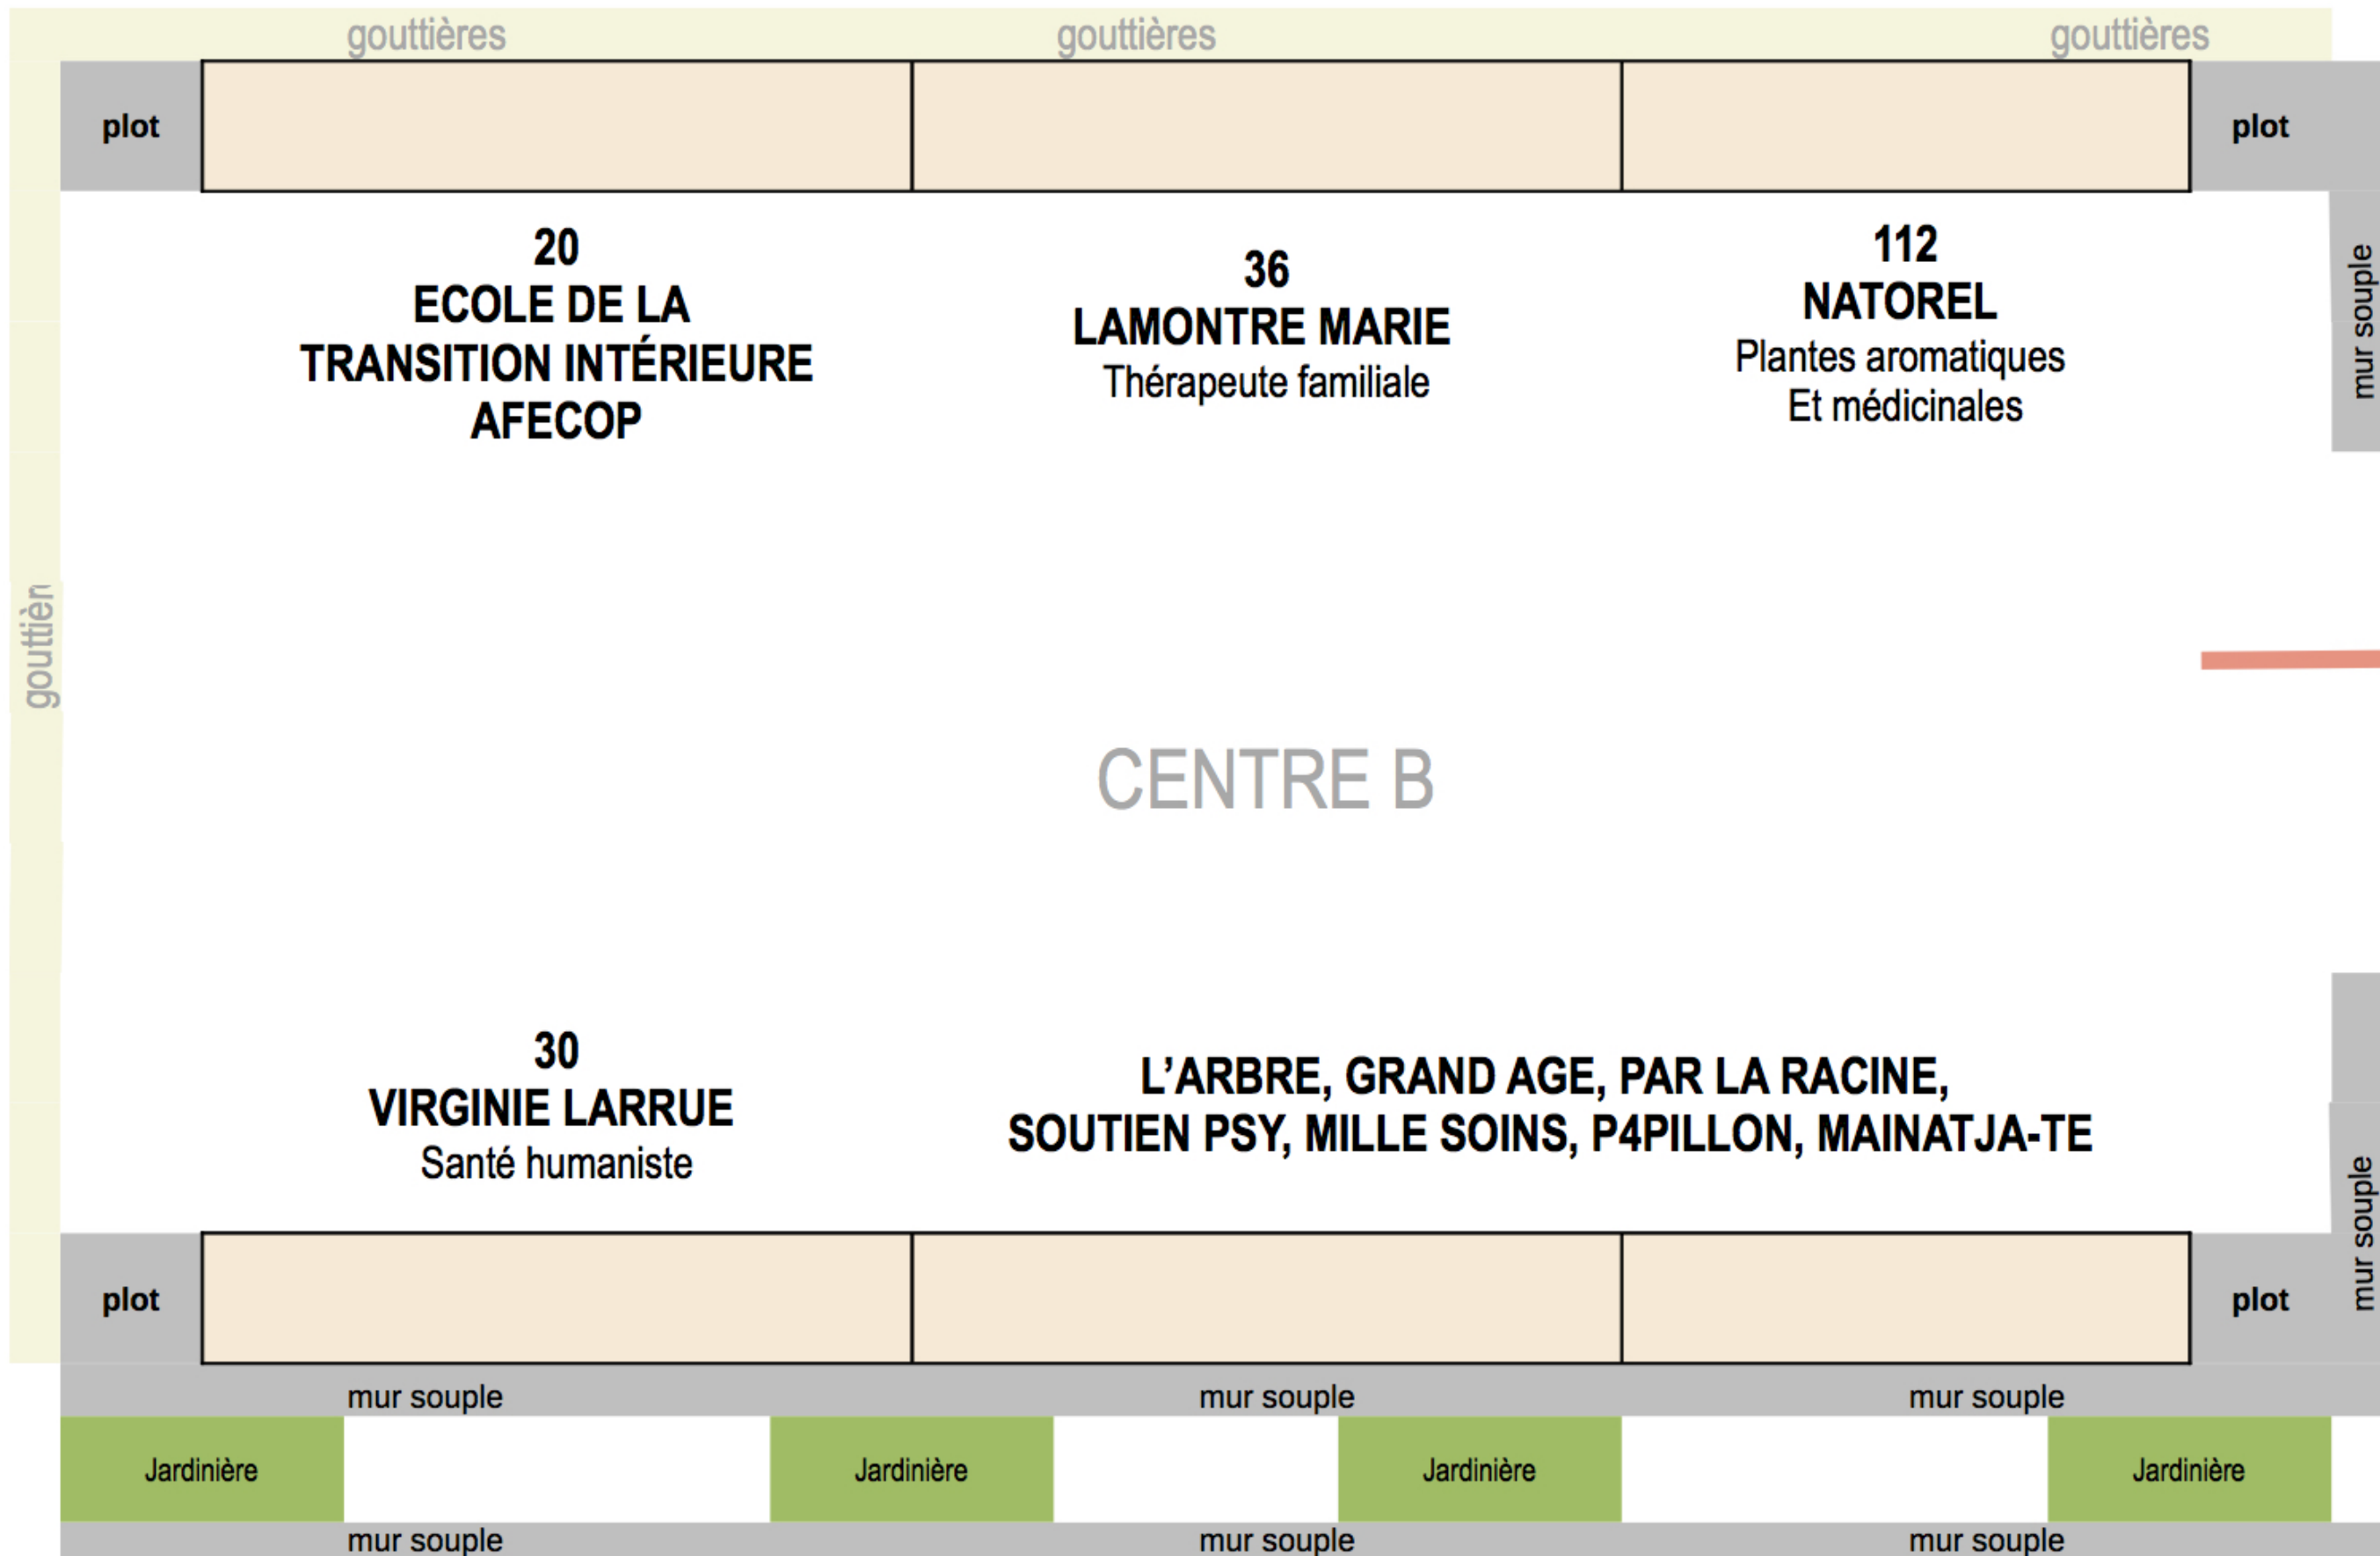 gouttières gouttières gouttières
plot plot
20
ECOLE DE LA
TRANSITION INTÉRIEURE
AFECOP
36
LAMONTRE MARIE
Thérapeute familiale
112
NATOREL
Plantes aromatiques
Et médicinales
mur souple
gouttièr
CENTRE B
30
VIRGINIE LARRUE
Santé humaniste
L'ARBRE, GRAND AGE, PAR LA RACINE,
SOUTIEN PSY, MILLE SOINS, P4PILLON, MAINATJA-TE
mur souple
plot plot
mur souple mur souple mur souple
Jardinière Jardinière Jardinière Jardinière
mur souple mur souple mur souple